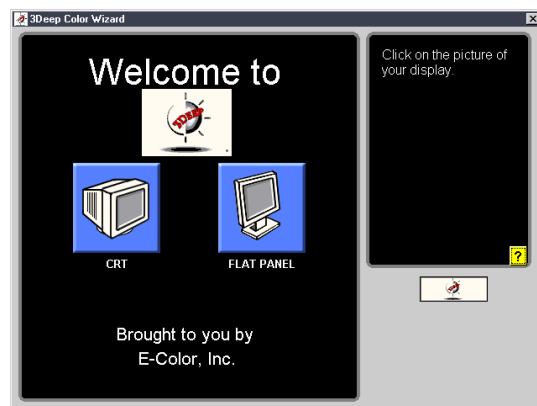 3Deep Color Wizard
Welcome to
3DEEP
CRT
FLAT PANEL
Brought to you by
E-Color, Inc.
Click on the picture of
your display.
?